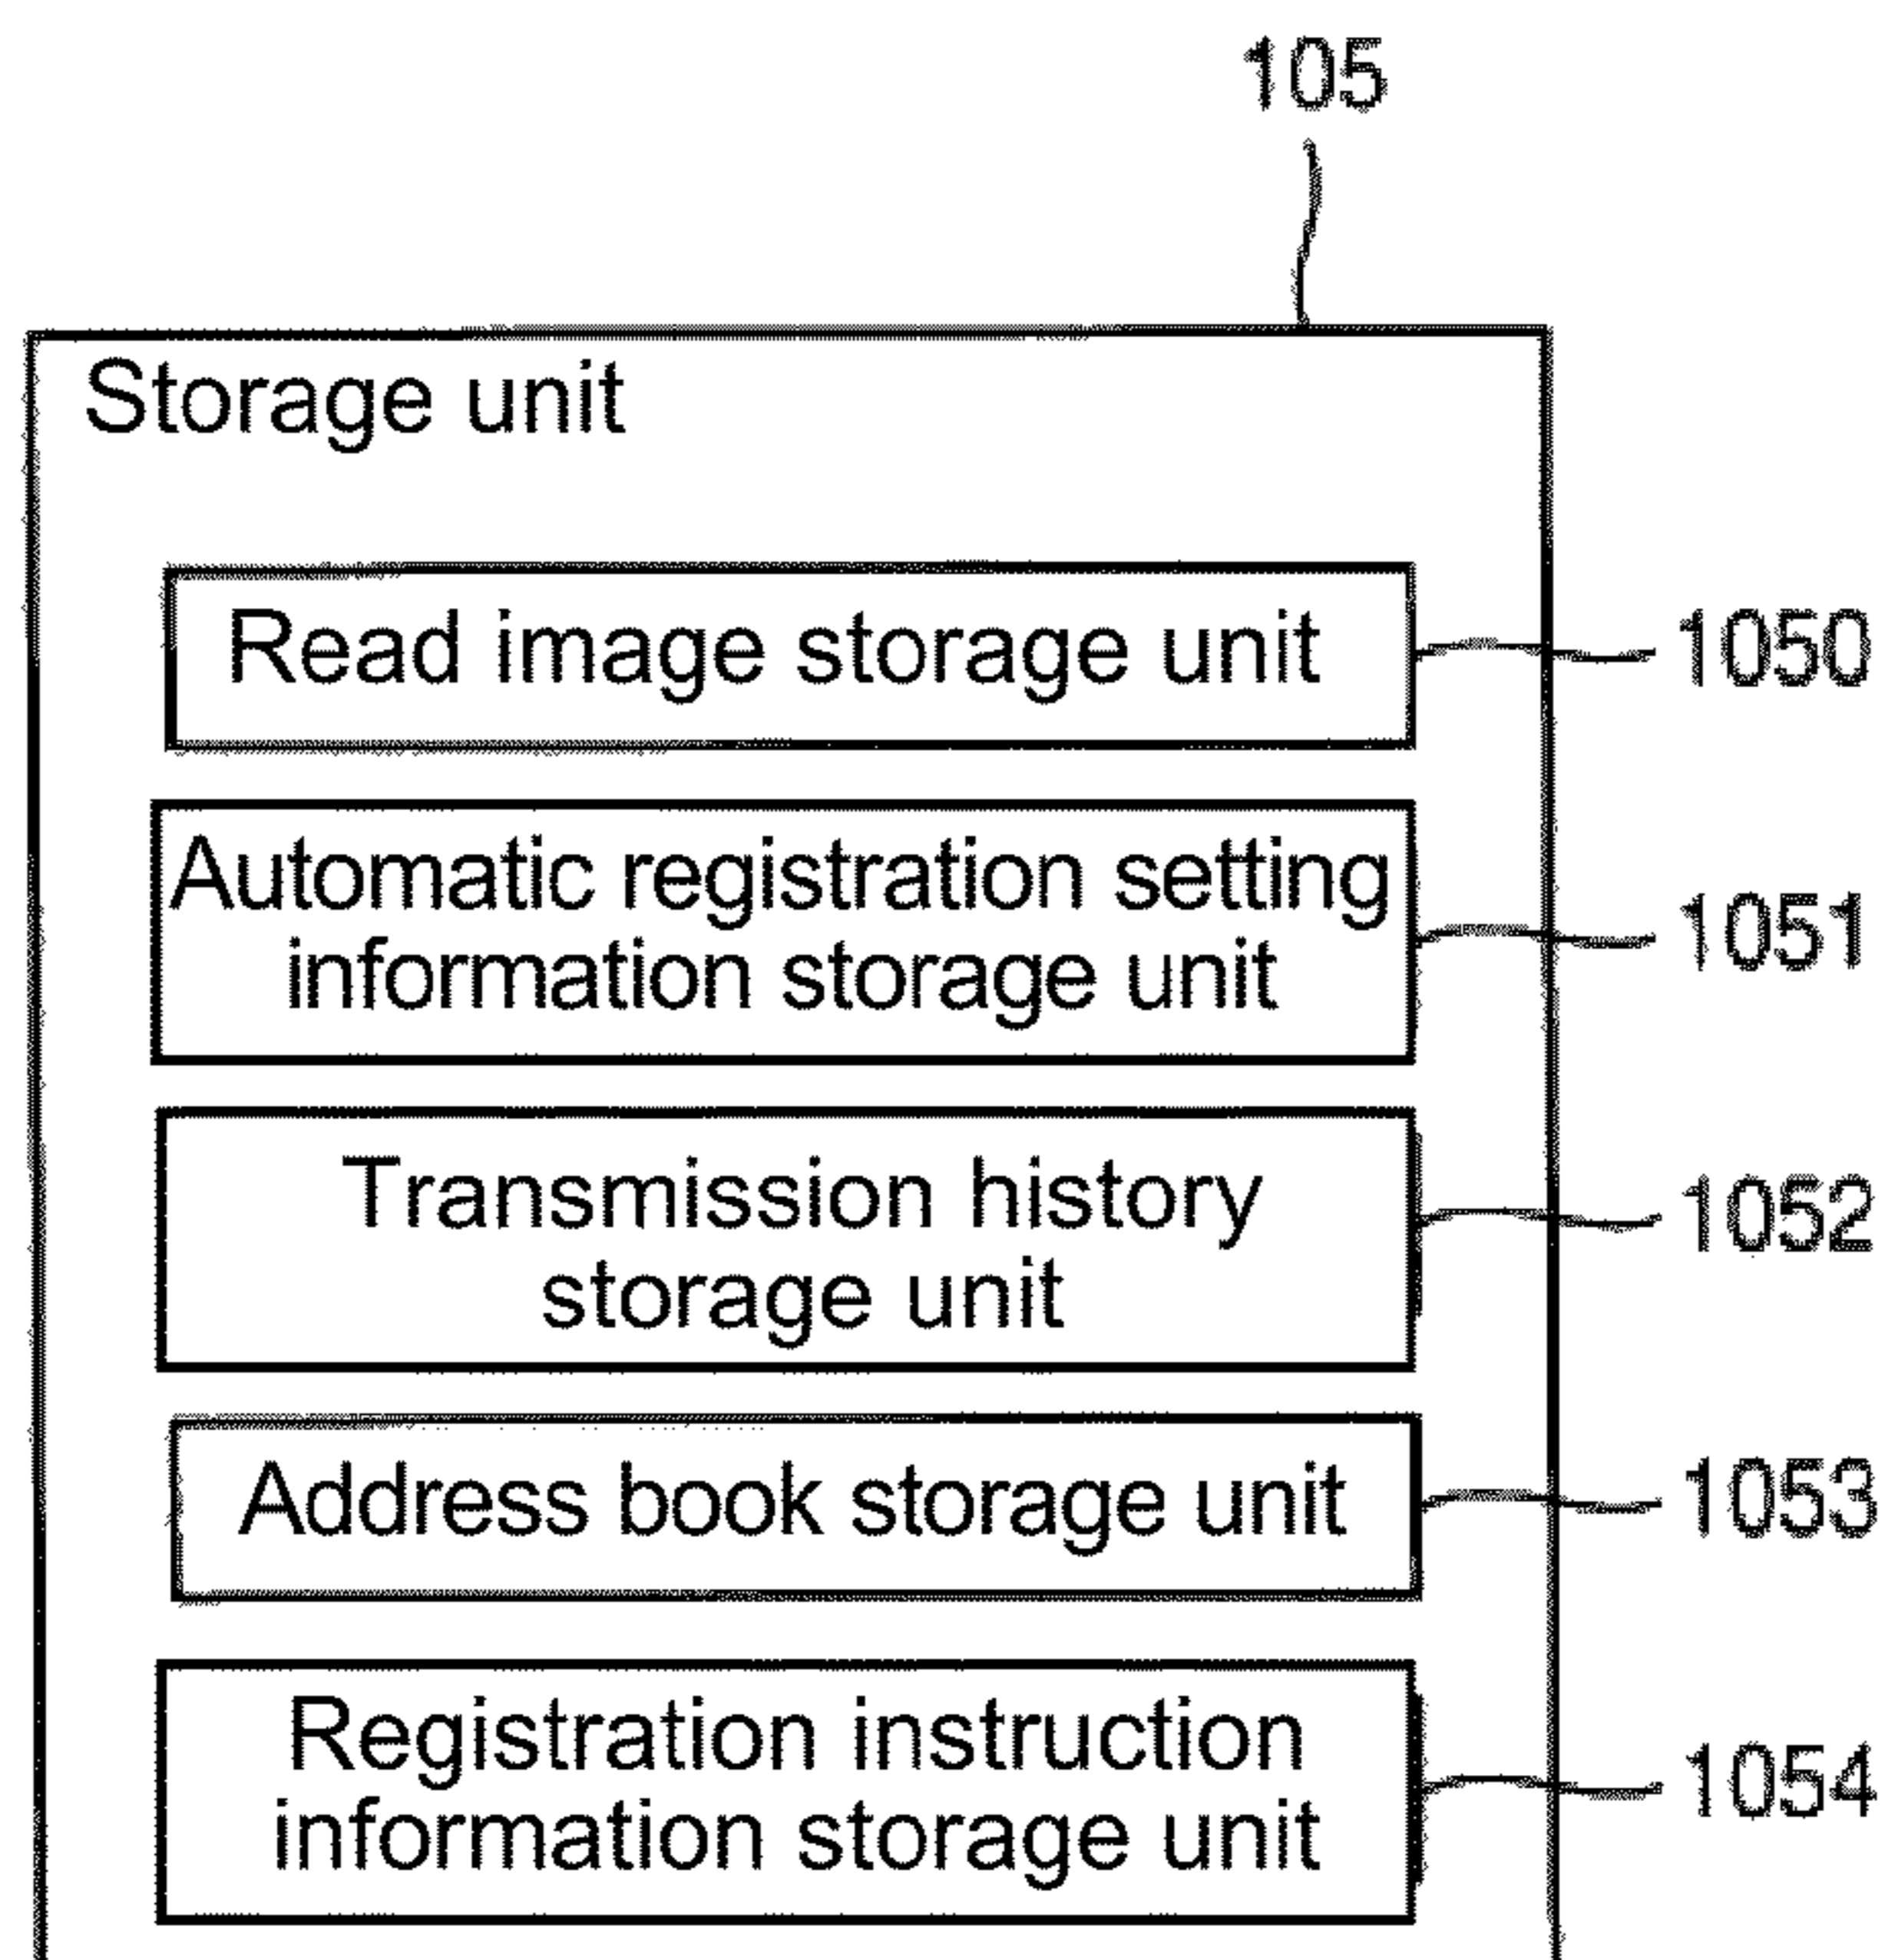 105
Storage unit
Read image storage unit
1050
Automatic registration setting
information storage unit
1051
Transmission history
storage unit
1052
Address book storage unit
1053
Registration instruction
information storage unit
1054